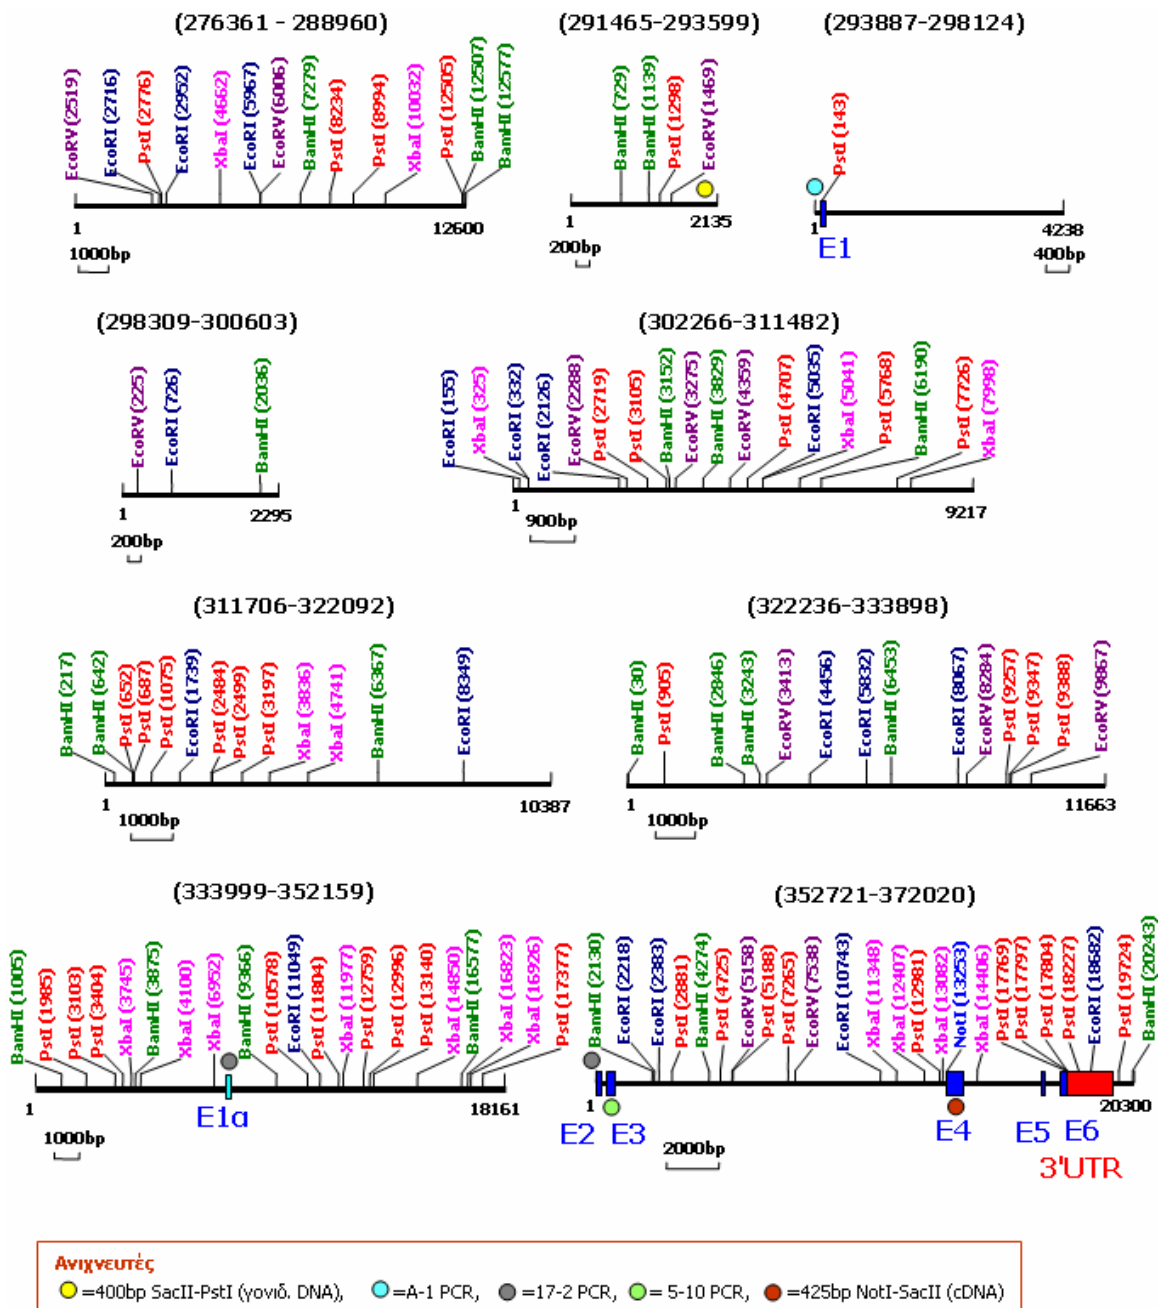 (276361 - 288960)
(291465-293599)
(293887-298124)
EcoRV (2519)
EcoRI (2716)
PstI (2776)
EcoRI (2952)
XbaI (4662)
EcoRI (5967)
EcoRV (6006)
BamHI (7279)
PstI (8234)
PstI (8994)
XbaI (10032)
PstI (12505)
BamHI (12507)
BamHI (12577)
1
12600
1000bp
BamHI (729)
BamHI (1139)
PstI (1298)
EcoRV (1469)
1
2135
200bp
PstI (143)
1
4238
E1
400bp
(298309-300603)
(302266-311482)
EcoRV (225)
EcoRI (726)
BamHI (2036)
1
2295
200bp
EcoRI (155)
XbaI (325)
EcoRI (332)
EcoRI (2126)
EcoRV (2288)
PstI (2719)
PstI (3105)
BamHI (3152)
EcoRV (3275)
BamHI (3829)
EcoRV (4359)
PstI (4707)
EcoRI (5035)
XbaI (5041)
PstI (5768)
BamHI (6190)
PstI (7726)
XbaI (7998)
1
9217
900bp
(311706-322092)
(322236-333898)
BamHI (217)
BamHI (642)
PstI (652)
PstI (687)
PstI (1075)
EcoRI (1739)
PstI (2484)
PstI (2499)
PstI (3197)
XbaI (3836)
XbaI (4741)
BamHI (6367)
EcoRI (8349)
1
10387
1000bp
BamHI (30)
PstI (905)
BamHI (2846)
BamHI (3243)
EcoRV (3413)
EcoRI (4456)
EcoRI (5832)
BamHI (6453)
EcoRI (8067)
EcoRV (8284)
PstI (9257)
PstI (9347)
PstI (9388)
EcoRV (9867)
1
11663
1000bp
(333999-352159)
(352721-372020)
BamHI (1005)
PstI (1985)
PstI (3103)
PstI (3404)
XbaI (3745)
BamHI (3875)
XbaI (4100)
XbaI (6952)
BamHI (9366)
PstI (10578)
EcoRI (11049)
PstI (11804)
XbaI (11977)
PstI (12759)
PstI (12996)
PstI (13140)
XbaI (14850)
BamHI (16577)
XbaI (16823)
XbaI (16926)
PstI (17377)
1
18161
E1a
1000bp
BamHI (2130)
EcoRI (2218)
EcoRI (2383)
PstI (2881)
BamHI (4274)
PstI (4725)
EcoRV (5158)
PstI (5188)
PstI (7265)
EcoRV (7538)
EcoRI (10743)
XbaI (11348)
XbaI (12407)
PstI (12981)
XbaI (13082)
NotI (13253)
XbaI (14406)
PstI (17769)
PstI (17797)
PstI (17804)
PstI (18227)
EcoRI (18682)
PstI (19724)
BamHI (20243)
1
20300
E2 E3 E4 E5 E6
2000bp
3'UTR
Ανιχνευτές
=400bp SacII-PstI (γονιδ. DNA), =A-1 PCR, =17-2 PCR, = 5-10 PCR, =425bp NotI-SacII (cDNA)